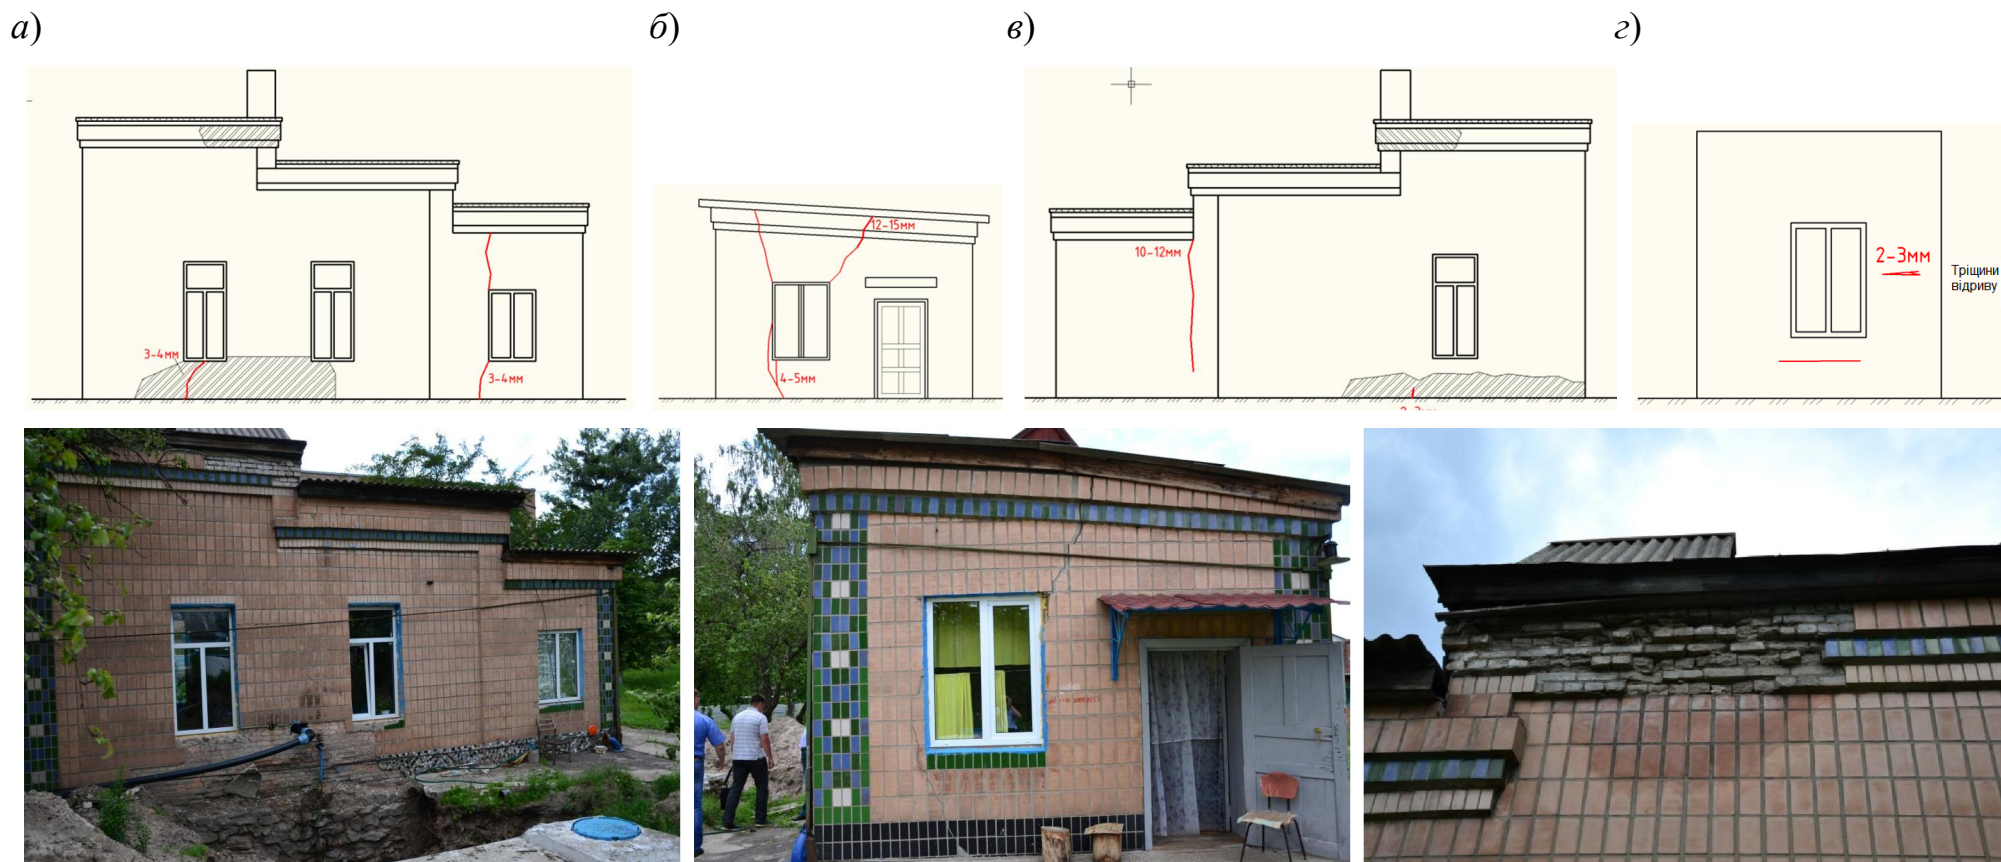 а)
б)
в)
г)
3-4мм
3-4мм
12-15мм
4-5мм
10-12мм
2-3мм
Тріщини
відриву